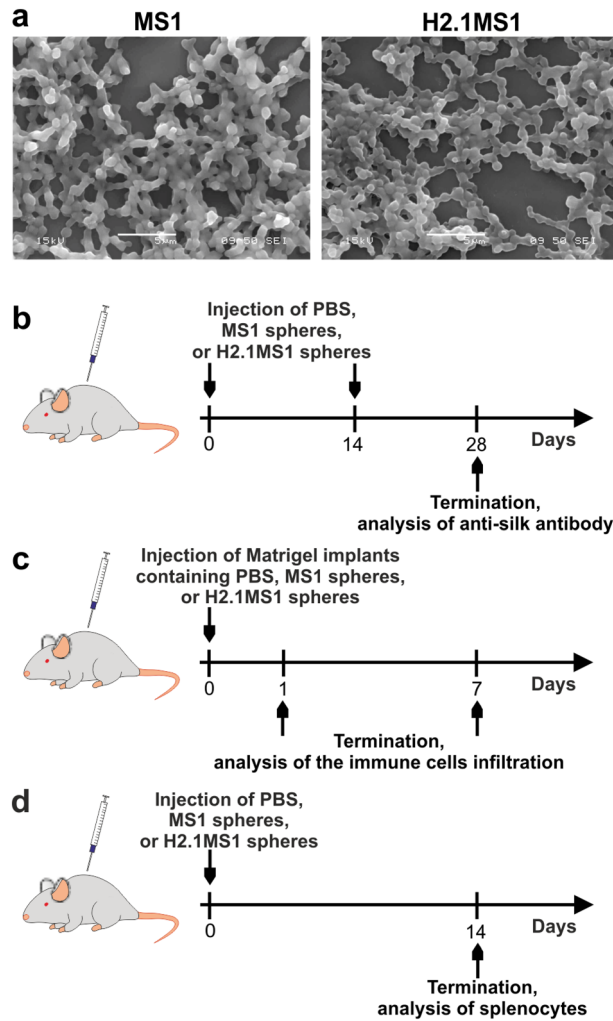 a
MS1
H2.1MS1
15kV 5μm 09 50 SEI
15kV 5μm 09 50 SEI
b
Injection of PBS,
MS1 spheres,
or H2.1MS1 spheres
0 14 28 Days
Termination,
analysis of anti-silk antibody
c
Injection of Matrigel implants
containing PBS, MS1 spheres,
or H2.1MS1 spheres
0 1 7 Days
Termination,
analysis of the immune cells infiltration
d
Injection of PBS,
MS1 spheres,
or H2.1MS1 spheres
0 14 Days
Termination,
analysis of splenocytes